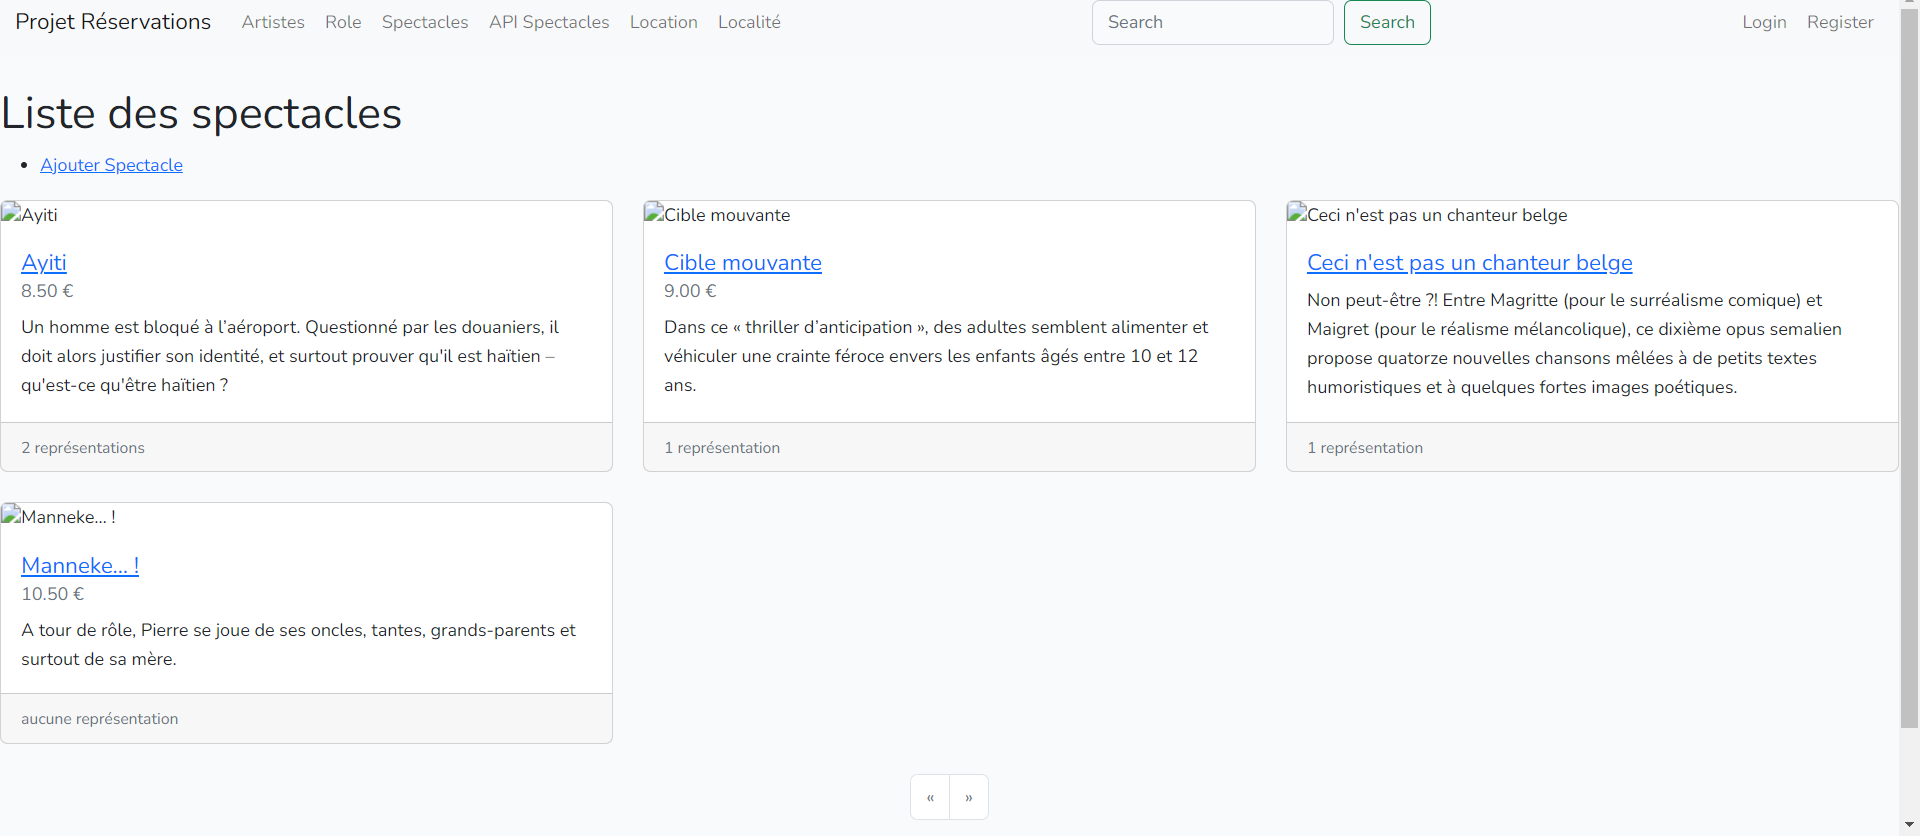 Projet Réservations Artistes Role Spectacles API Spectacles Location Localité Search Search Login Register
Liste des spectacles
Ajouter Spectacle
Ayiti
Ayiti
8.50 €
Un homme est bloqué à l’aéroport. Questionné par les douaniers, il
doit alors justifier son identité, et surtout prouver qu'il est haïtien –
qu'est-ce qu'être haïtien ?
2 représentations
Cible mouvante
Cible mouvante
9.00 €
Dans ce « thriller d’anticipation », des adultes semblent alimenter et
véhiculer une crainte féroce envers les enfants âgés entre 10 et 12
ans.
1 représentation
Ceci n'est pas un chanteur belge
Ceci n'est pas un chanteur belge
Non peut-être ?! Entre Magritte (pour le surréalisme comique) et
Maigret (pour le réalisme mélancolique), ce dixième opus semalien
propose quatorze nouvelles chansons mêlées à de petits textes
humoristiques et à quelques fortes images poétiques.
1 représentation
Manneke... !
Manneke... !
10.50 €
A tour de rôle, Pierre se joue de ses oncles, tantes, grands-parents et
surtout de sa mère.
aucune représentation
« »